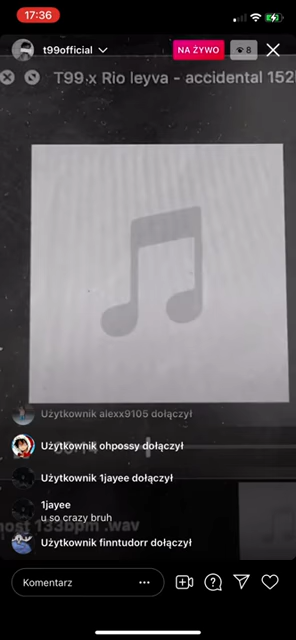 17:36
t99official
NA ŻYWO
8
T99 x Rio leyva - accidental 152
Użytkownik alexx9105 dołączył
Użytkownik ohpossy dołączył
Użytkownik 1jayee dołączył
1jayee
u so crazy bruh
nost 133bpm .wav
Użytkownik finntudorr dołączył
Komentarz